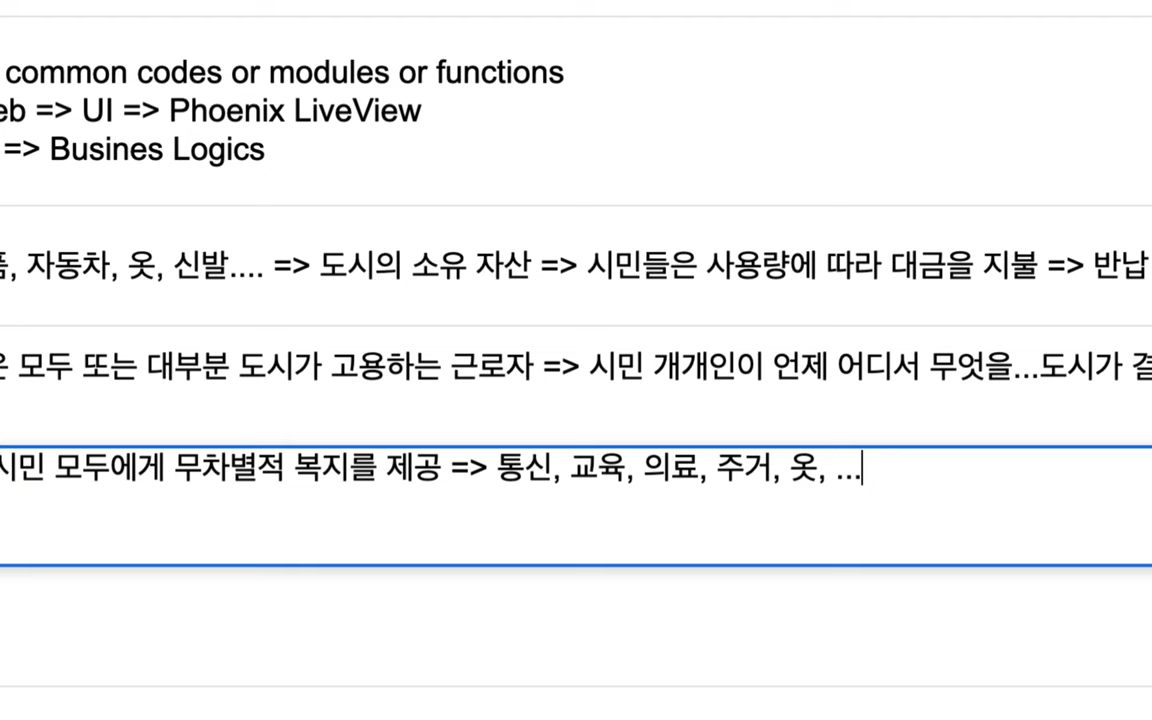 common codes or modules or functions
eb => UI => Phoenix LiveView
=> Busines Logics
, 자동차, 옷, 신발.... => 도시의 소유 자산 => 시민들은 사용량에 따라 대금을 지불 => 반납
모두 또는 대부분 도시가 고용하는 근로자 => 시민 개개인이 언제 어디서 무엇을...도시가
시민 모두에게 무차별적 복지를 제공 => 통신, 교육, 의료, 주거, 옷, ...